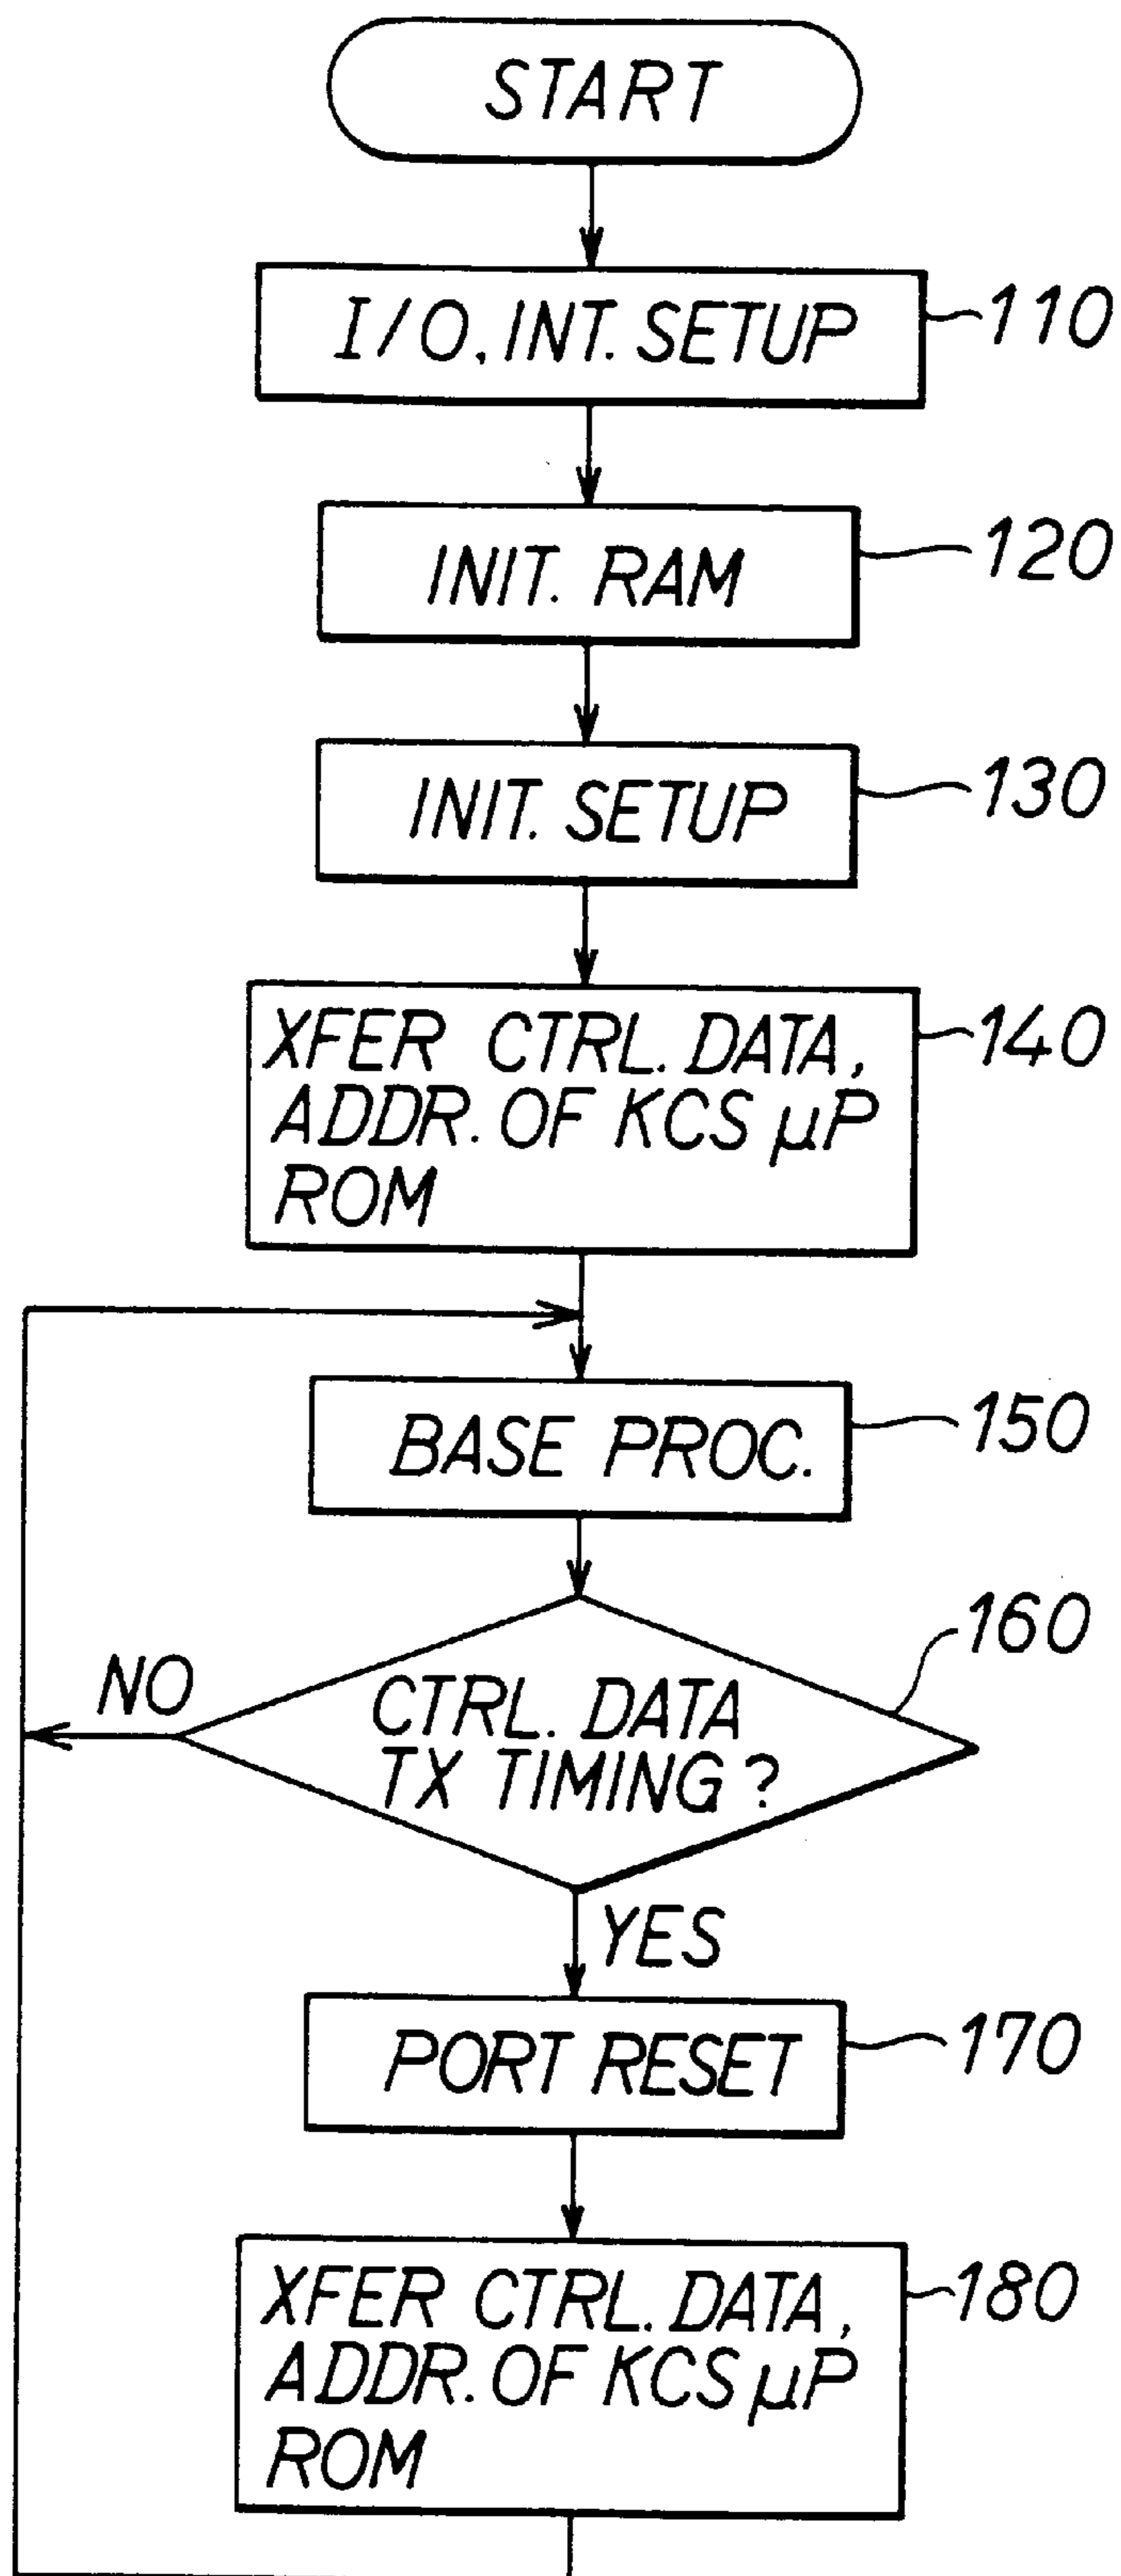 START
I/O, INT. SETUP
110
INIT. RAM
120
INIT. SETUP
130
XFER CTRL. DATA,
ADDR. OF KCS µP
ROM
140
BASE PROC.
150
160
NO
CTRL. DATA
TX TIMING?
YES
PORT RESET
170
XFER CTRL. DATA,
ADDR. OF KCS µP
ROM
180